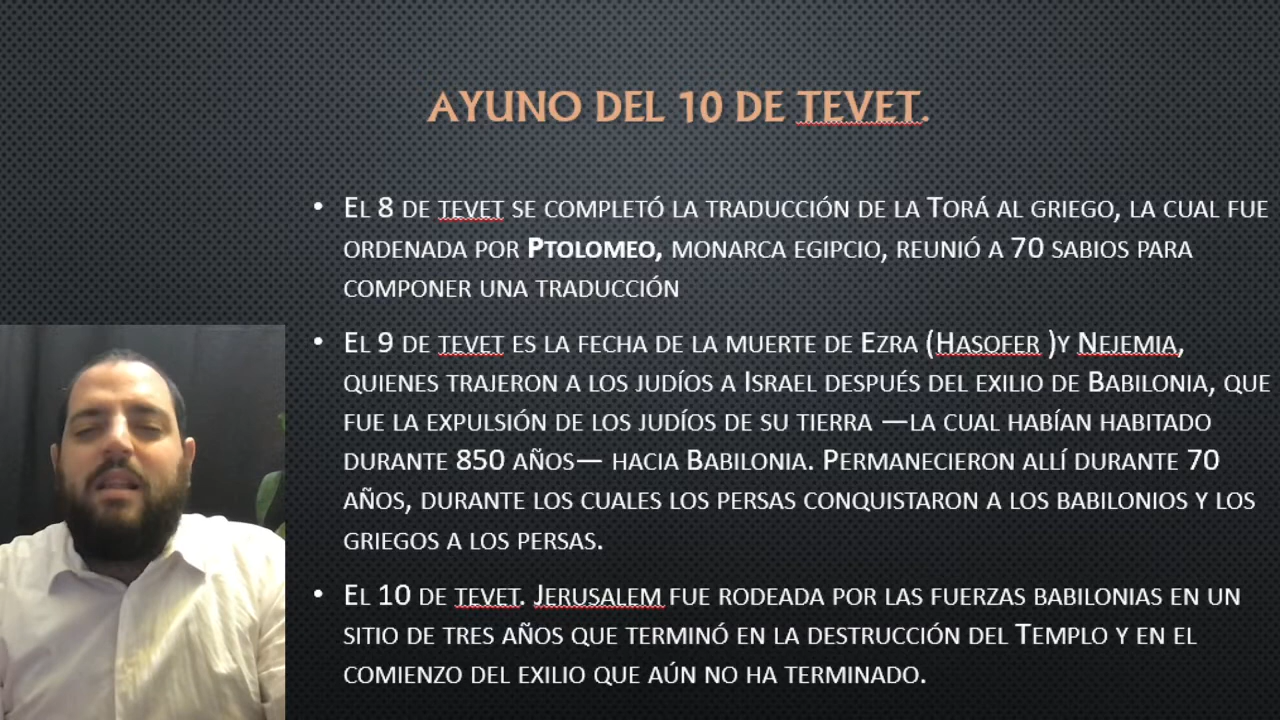 AYUNO DEL 10 DE TEVET.
• El 8 de tevet se completó la traducción de la Torá al griego, la cual fue
ordenada por Ptolomeo, monarca egipcio, reunió a 70 sabios para
componer una traducción
• El 9 de tevet es la fecha de la muerte de Ezra (Hasofer )y Nejemia,
quienes trajeron a los judíos a Israel después del exilio de Babilonia, que
fue la expulsión de los judíos de su tierra —la cual habían habitado
durante 850 años— hacia Babilonia. Permanecieron allí durante 70
años, durante los cuales los persas conquistaron a los babilonios y los
griegos a los persas.
• El 10 de tevet. Jerusalem fue rodeada por las fuerzas babilonias en un
sitio de tres años que terminó en la destrucción del Templo y en el
comienzo del exilio que aún no ha terminado.